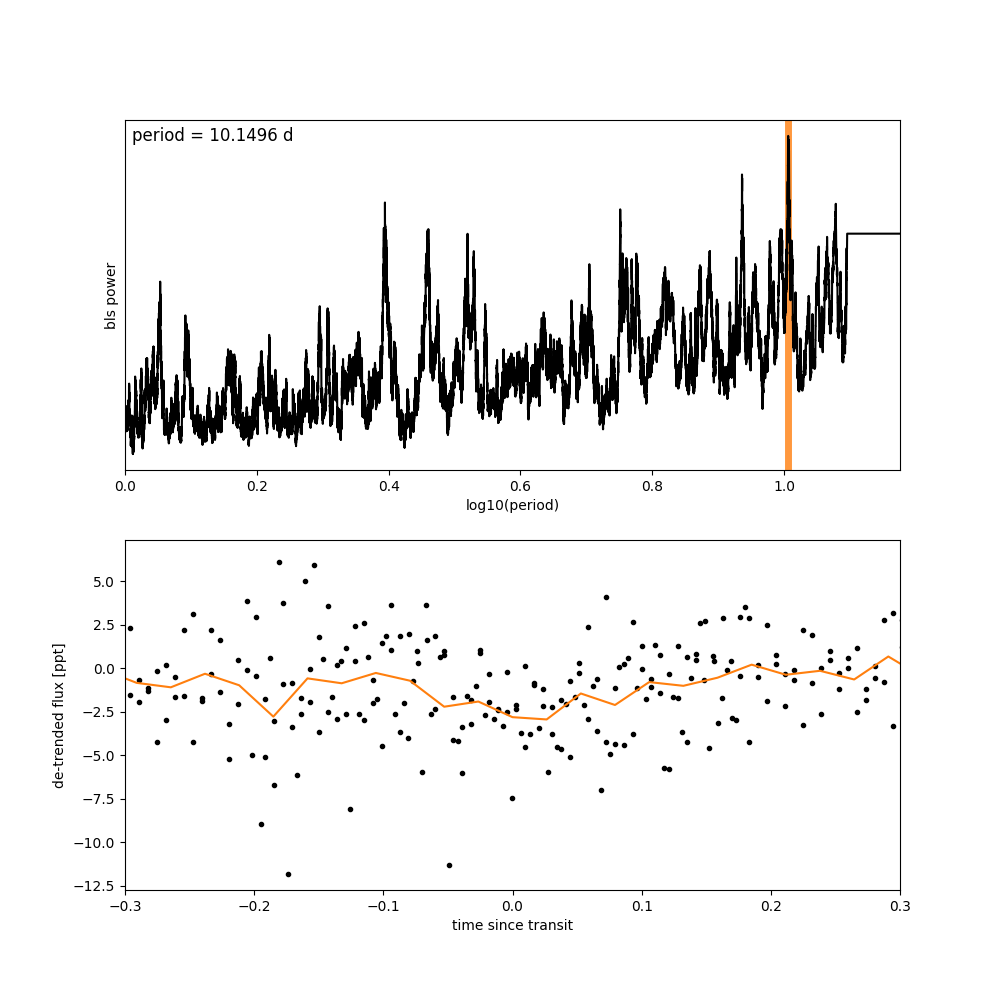 period = 10.1496 d
bls power
0.0 0.2 0.4 0.6 0.8 1.0
log10(period)
5.0
2.5
0.0
−2.5
−5.0
−7.5
−10.0
−12.5
de-trended flux [ppt]
−0.3 −0.2 −0.1 0.0 0.1 0.2 0.3
time since transit